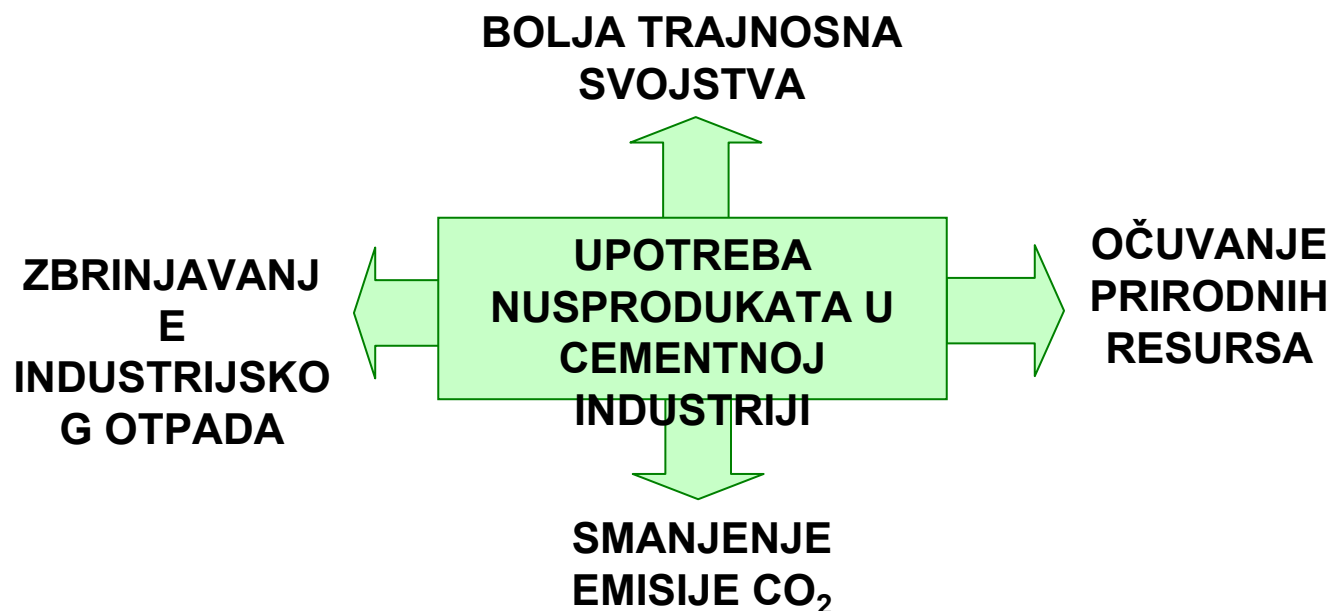 BOLJA TRAJNOSNA
SVOJSTVA
ZBRINJAVANJ
E
INDUSTRIJSKO
G OTPADA
UPOTREBA
NUSPRODUKATA U
CEMENTNOJ
INDUSTRIJI
OČUVANJE
PRIRODNIH
RESURSA
SMANJENJE
EMISIJE CO₂